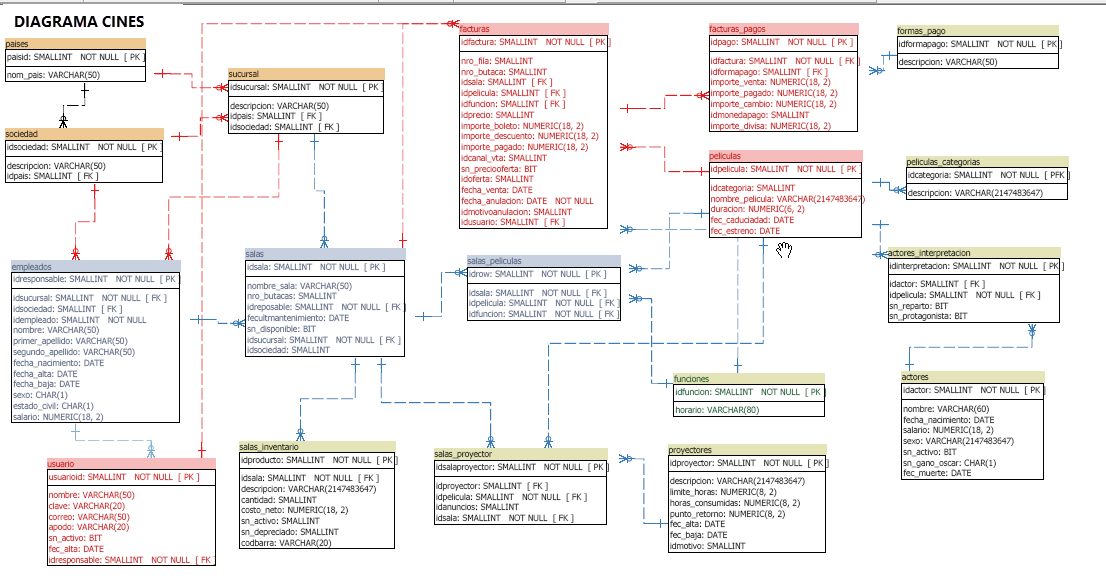 DIAGRAMA CINES
paises
paisid: SMALLINT NOT NULL [ PK ]
nom_pais: VARCHAR(50)
sociedad
idsociedad: SMALLINT NOT NULL [ PK ]
descripcion: VARCHAR(50)
idpais: SMALLINT [ FK ]
sucursal
idsucursal: SMALLINT NOT NULL [ PK ]
descripcion: VARCHAR(50)
idpais: SMALLINT [ FK ]
idsociedad: SMALLINT [ FK ]
facturas
idfactura: SMALLINT NOT NULL [ PK ]
nro_fila: SMALLINT
nro_butaca: SMALLINT
idsala: SMALLINT [ FK ]
idpelicula: SMALLINT [ FK ]
idfuncion: SMALLINT [ FK ]
idprecio: SMALLINT
importe_boleto: NUMERIC(18, 2)
importe_descuento: NUMERIC(18, 2)
importe_pagado: NUMERIC(18, 2)
idcanal_vta: SMALLINT
sn_preciooferta: BIT
idoferta: SMALLINT
fecha_venta: DATE
fecha_anulacion: DATE NOT NULL
idmotivoanulacion: SMALLINT
idusuario: SMALLINT [ FK ]
facturas_pagos
idpago: SMALLINT NOT NULL [ PK ]
idfactura: SMALLINT NOT NULL [ FK ]
idformapago: SMALLINT [ FK ]
importe_venta: NUMERIC(18, 2)
importe_pagado: NUMERIC(18, 2)
importe_cambio: NUMERIC(18, 2)
idmonedapago: SMALLINT
importe_divisa: NUMERIC(18, 2)
formas_pago
idformapago: SMALLINT NOT NULL [ PK ]
descripcion: VARCHAR(50)
peliculas
idpelicula: SMALLINT NOT NULL [ PK ]
idcategoria: SMALLINT
nombre_pelicula: VARCHAR(2147483647)
duracion: NUMERIC(6, 2)
fec_caduciadad: DATE
fec_estreno: DATE
peliculas_categorias
idcategoria: SMALLINT NOT NULL [ PFK ]
descripcion: VARCHAR(2147483647)
empleados
idresponsable: SMALLINT NOT NULL [ PK ]
idsucursal: SMALLINT NOT NULL [ FK ]
idsociedad: SMALLINT [ FK ]
idempleado: SMALLINT NOT NULL
nombre: VARCHAR(50)
primer_apellido: VARCHAR(50)
segundo_apellido: VARCHAR(50)
fecha_nacimiento: DATE
fecha_alta: DATE
fecha_baja: DATE
sexo: CHAR(1)
estado_civil: CHAR(1)
salario: NUMERIC(18, 2)
salas
idsala: SMALLINT NOT NULL [ PK ]
nombre_sala: VARCHAR(50)
nro_butacas: SMALLINT
idreposable: SMALLINT NOT NULL [ FK ]
fecultmantenimiento: DATE
sn_disponible: BIT
idsucursal: SMALLINT NOT NULL [ FK ]
idsociedad: SMALLINT
salas_peliculas
idrow: SMALLINT NOT NULL [ PK ]
idsala: SMALLINT NOT NULL [ FK ]
idpelicula: SMALLINT NOT NULL [ FK ]
idfuncion: SMALLINT [ FK ]
actores_interpretacion
idinterpretacion: SMALLINT NOT NULL [ PK ]
idactor: SMALLINT [ FK ]
idpelicula: SMALLINT NOT NULL [ FK ]
sn_reparto: BIT
sn_protagonista: BIT
funciones
idfuncion: SMALLINT NOT NULL [ PK ]
horario: VARCHAR(80)
actores
idactor: SMALLINT NOT NULL [ PK ]
nombre: VARCHAR(60)
fecha_nacimiento: DATE
salario: NUMERIC(18, 2)
sexo: VARCHAR(2147483647)
sn_activo: BIT
sn_gano_oscar: CHAR(1)
fec_muerte: DATE
usuario
usuarioid: SMALLINT NOT NULL [ PK ]
nombre: VARCHAR(50)
clave: VARCHAR(20)
correo: VARCHAR(50)
apodo: VARCHAR(20)
sn_activo: BIT
fec_alta: DATE
idresponsable: SMALLINT NOT NULL [ FK ]
salas_inventario
idproducto: SMALLINT NOT NULL [ PK ]
idsala: SMALLINT NOT NULL [ FK ]
descripcion: VARCHAR(2147483647)
cantidad: SMALLINT
costo_neto: NUMERIC(18, 2)
sn_activo: SMALLINT
sn_depreciado: SMALLINT
codbarra: VARCHAR(20)
salas_proyector
idsalaproyector: SMALLINT NOT NULL [ PK ]
idproyector: SMALLINT [ FK ]
idpelicula: SMALLINT NOT NULL [ FK ]
idanuncios: SMALLINT
idsala: SMALLINT NOT NULL [ FK ]
proyectores
idproyector: SMALLINT NOT NULL [ PK ]
descripcion: VARCHAR(2147483647)
limite_horas: NUMERIC(8, 2)
horas_consumidas: NUMERIC(8, 2)
punto_retorno: NUMERIC(8, 2)
fec_alta: DATE
fec_baja: DATE
idmotivo: SMALLINT